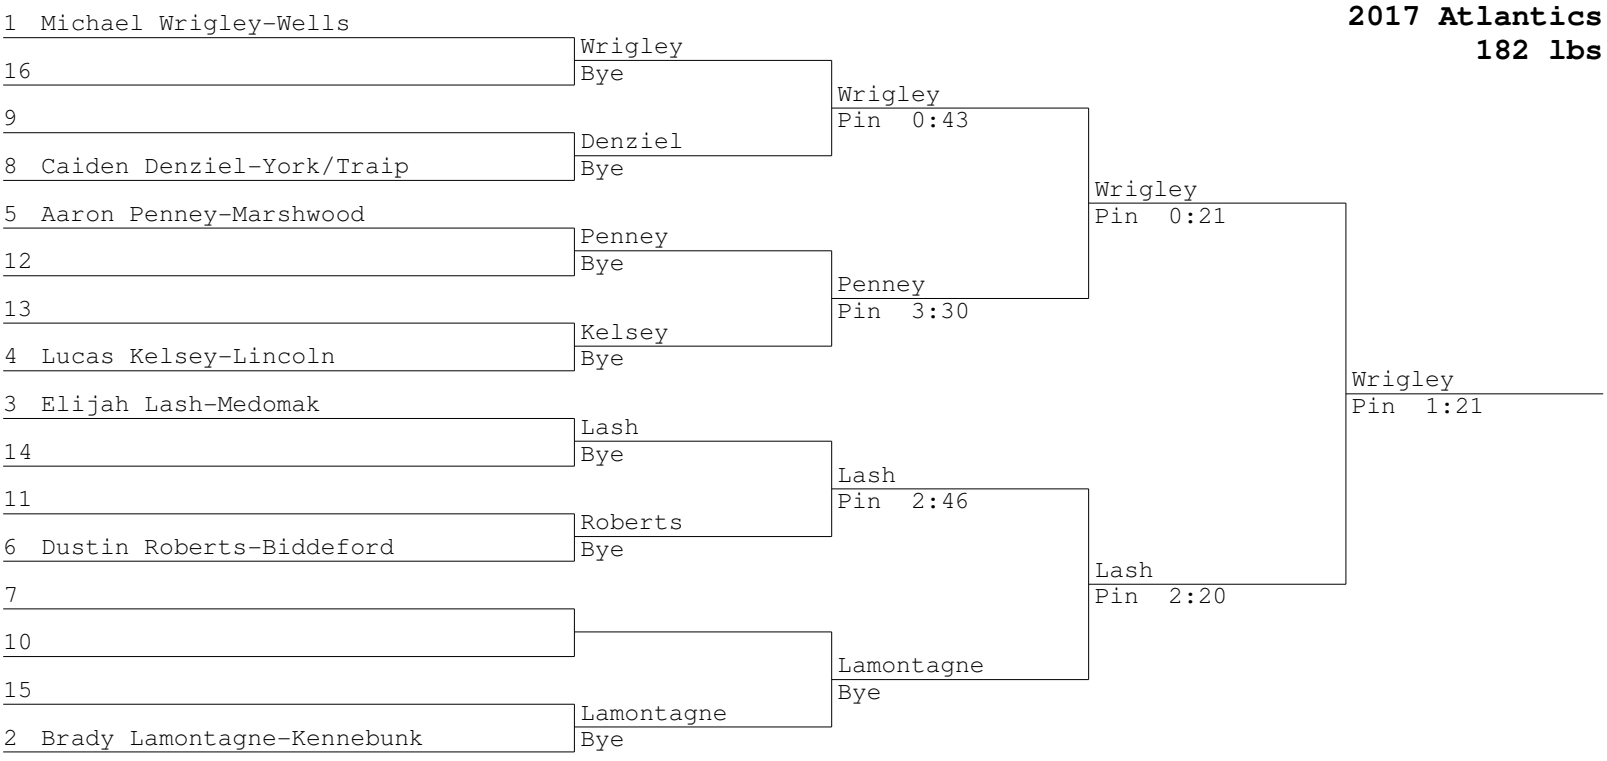 2017 Atlantics
182 lbs
1 Michael Wrigley-Wells
16
9
8 Caiden Denziel-York/Traip
5 Aaron Penney-Marshwood
12
13
4 Lucas Kelsey-Lincoln
3 Elijah Lash-Medomak
14
11
6 Dustin Roberts-Biddeford
7
10
15
2 Brady Lamontagne-Kennebunk
Wrigley
Bye
Denziel
Bye
Penney
Bye
Kelsey
Bye
Lash
Bye
Roberts
Bye
Lamontagne
Bye
Wrigley
Pin 0:43
Penney
Pin 3:30
Lash
Pin 2:46
Lamontagne
Bye
Wrigley
Pin 0:21
Lash
Pin 2:20
Wrigley
Pin 1:21